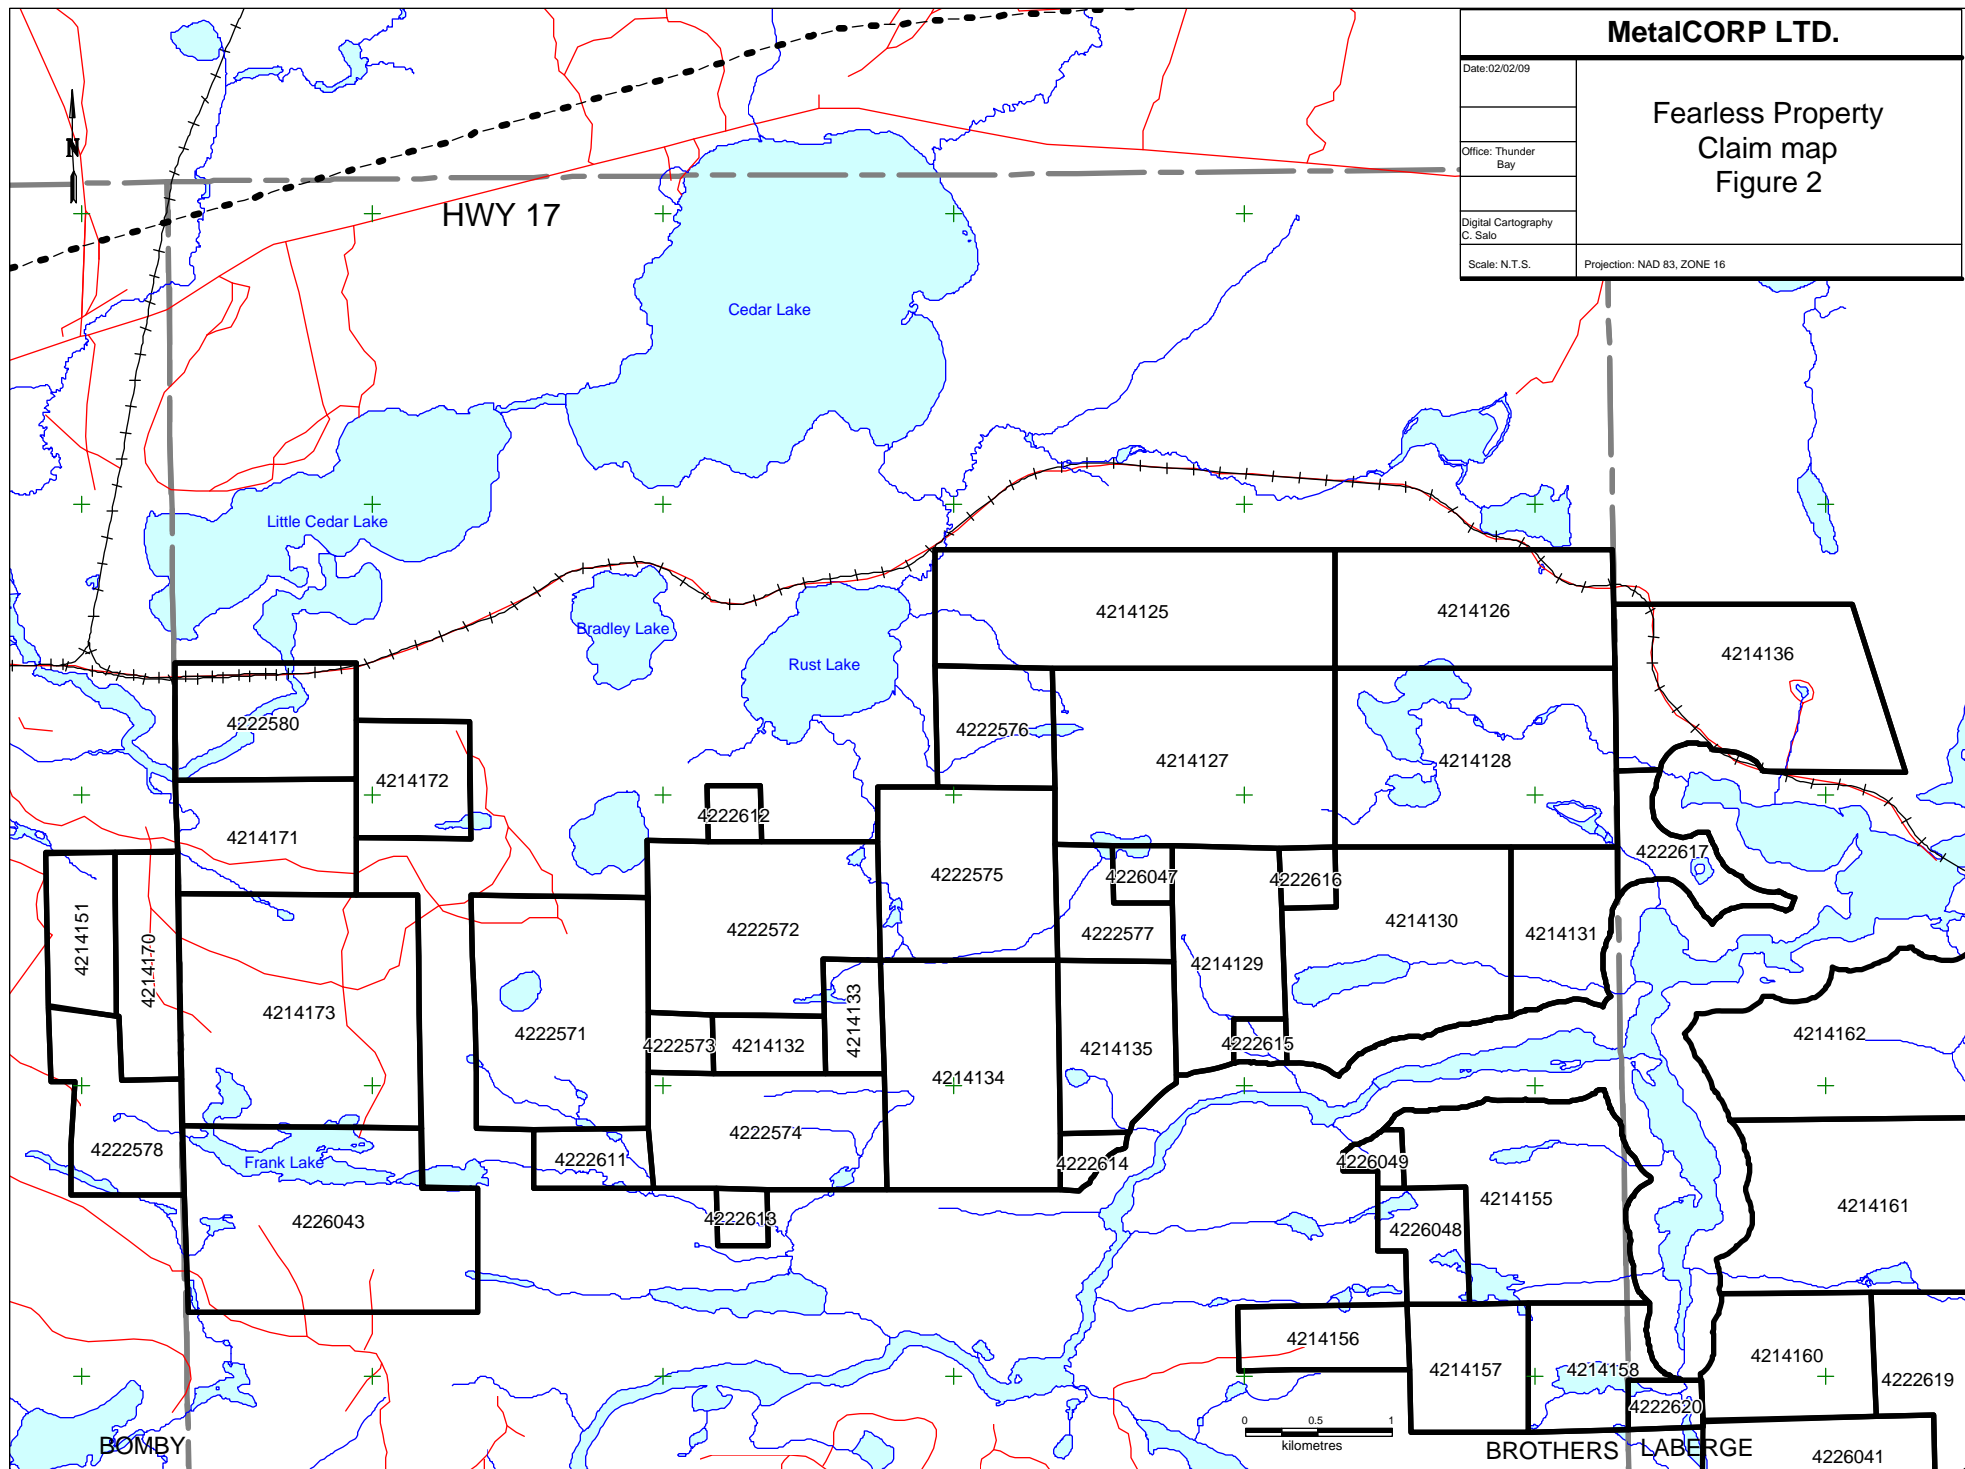 MetalCORP LTD.
Date:02/02/09
Fearless Property
Claim map
Figure 2
Office: Thunder
Bay
Digital Cartography
C. Salo
Scale: N.T.S.
Projection: NAD 83, ZONE 16
N
HWY 17
Cedar Lake
Little Cedar Lake
Bradley Lake
Rust Lake
4214125
4214126
4214136
4222580
4222576
4214172
4214127
4214128
4222612
4214171
4222575
4226047
4222616
4222617
4214151
4214170
4222572
4222577
4214130
4214131
4214129
4214173
4222571
4214133
4222573
4214132
4214135
4222615
4214162
4214134
4222574
4222578
Frank Lake
4222611
4222614
4226049
4214155
4214161
4226043
4222613
4226048
4214156
4214157
4214158
4214160
4222619
4222620
0 0.5 1
kilometres
BOMBY
BROTHERS
LABERGE
4226041